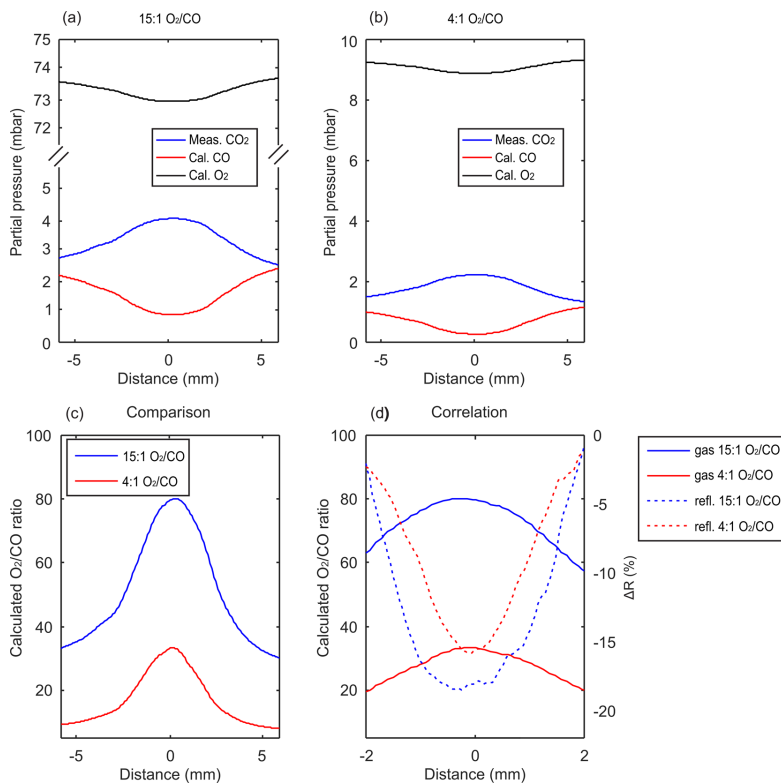 (a) 15:1 O₂/CO
75
74
73
72
5
4
3
2
1
0
Partial pressure (mbar)
Meas. CO₂
Cal. CO
Cal. O₂
-5 0 5
Distance (mm)
(b) 4:1 O₂/CO
10
8
6
4
2
0
Partial pressure (mbar)
Meas. CO₂
Cal. CO
Cal. O₂
-5 0 5
Distance (mm)
(c) Comparison
100
80
60
40
20
Calculated O₂/CO ratio
15:1 O₂/CO
4:1 O₂/CO
-5 0 5
Distance (mm)
(d) Correlation
100
80
60
40
20
Calculated O₂/CO ratio
0
-5
-10
-15
-20
ΔR (%)
-2 0 2
Distance (mm)
gas 15:1 O₂/CO
gas 4:1 O₂/CO
refl. 15:1 O₂/CO
refl. 4:1 O₂/CO